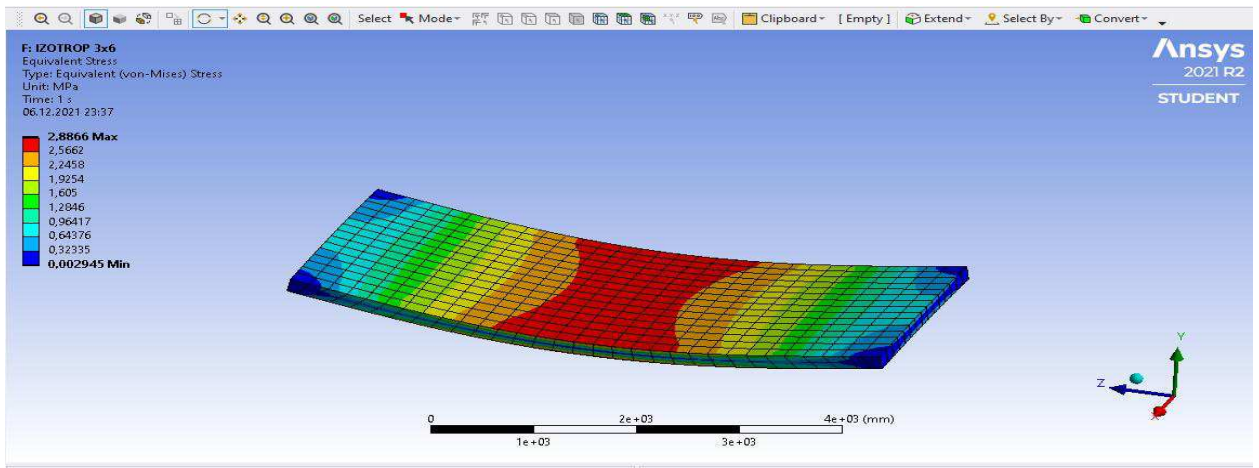 Select Mode Clipboard [ Empty ] Extend Select By Convert
F: IZOTROP 3x6
Equivalent Stress
Type: Equivalent (von-Mises) Stress
Unit: MPa
Time: 1 s
06.12.2021 23:37
Ansys
2021 R2
STUDENT
2,8866 Max
2,5662
2,2458
1,9254
1,605
1,2846
0,96417
0,64376
0,32335
0,002945 Min
Y
Z
X
0 2e+03 4e+03 (mm)
1e+03 3e+03